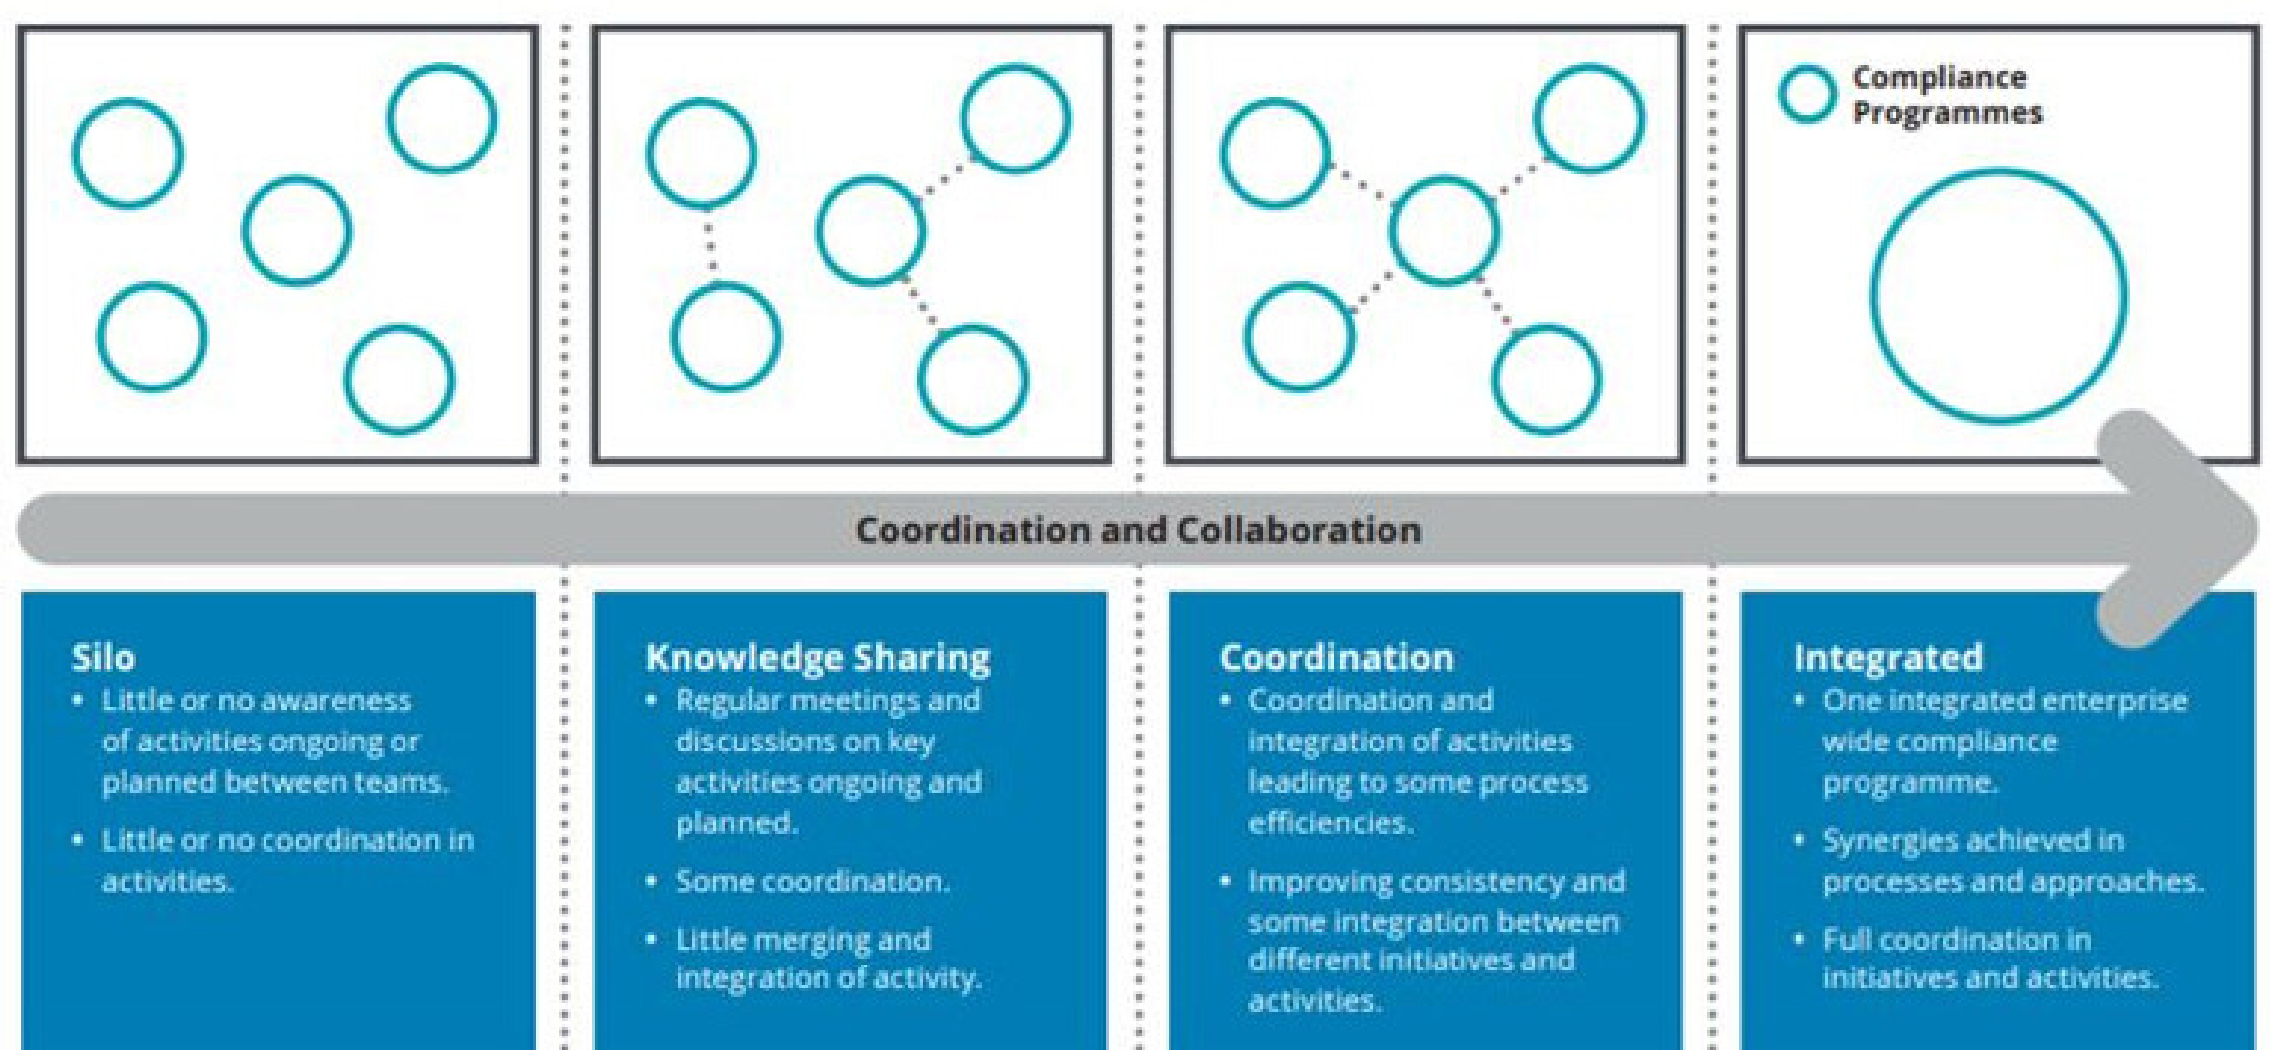 Compliance
Programmes
Coordination and Collaboration
Silo
• Little or no awareness
of activities ongoing or
planned between teams.
• Little or no coordination in
activities.
Knowledge Sharing
• Regular meetings and
discussions on key
activities ongoing and
planned.
• Some coordination.
• Little merging and
integration of activity.
Coordination
• Coordination and
integration of activities
leading to some process
efficiencies.
• Improving consistency and
some integration between
different initiatives and
activities.
Integrated
• One integrated enterprise
wide compliance
programme.
• Synergies achieved in
processes and approaches.
• Full coordination in
initiatives and activities.